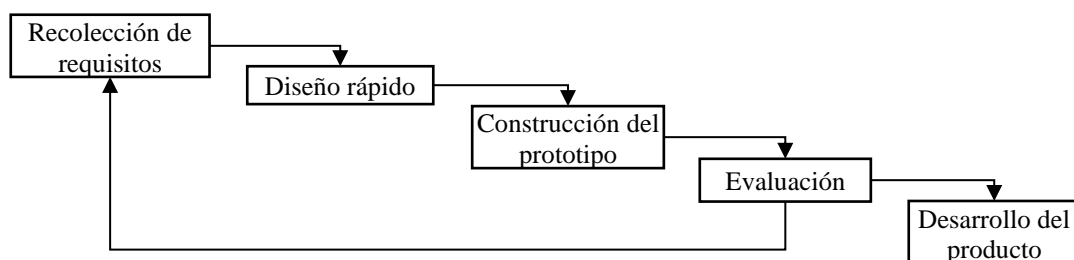 Recolección de
requisitos
Diseño rápido
Construcción del
prototipo
Evaluación
Desarrollo del
producto